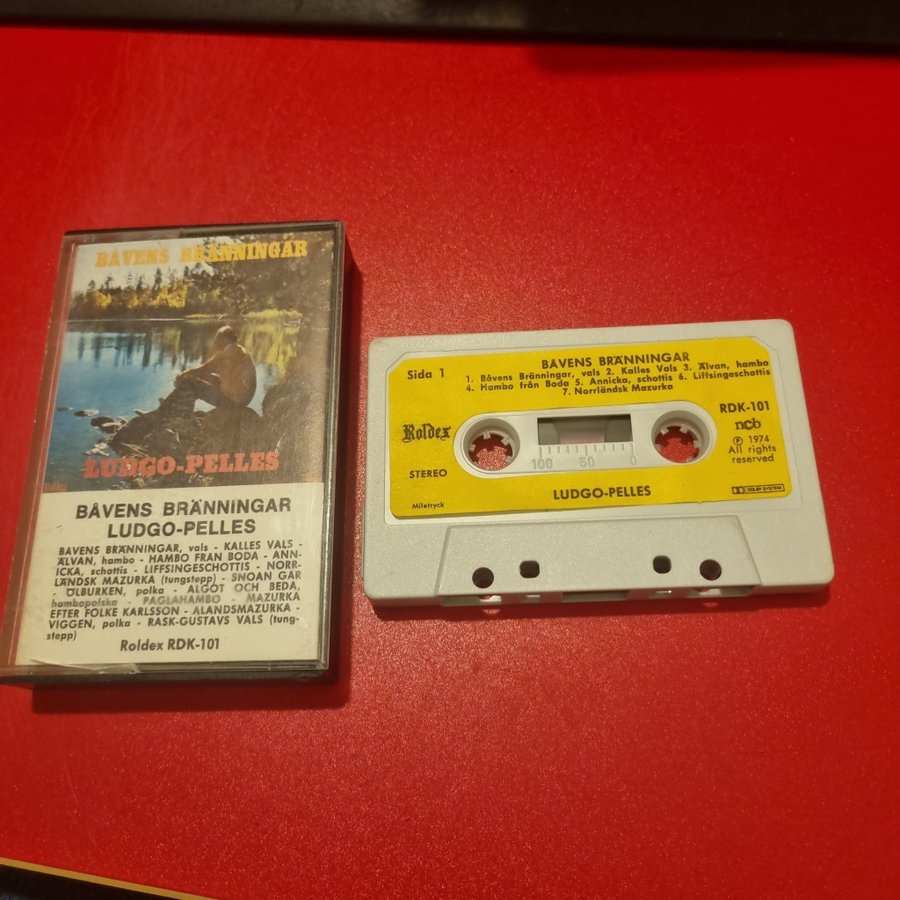 BÅVENS BRÄNNINGAR
LUDGO-PELLES
BÅVENS BRÄNNINGAR
LUDGO-PELLES
BÅVENS BRÄNNINGAR, vals - KALLES VALS -
ÄLVAN, hambo - HAMBO FRÅN BODA - ANN-
ICKA, schottis - LIFFSINGESCHOTTIS - NORR-
LÄNDSK MAZURKA (tungstepp) - SNOAN GÅR
- ÖLBURKEN, polka - ALGOT OCH BEDA,
hambopolska - PAGLAHAMBO - MAZURKA
EFTER FOLKE KARLSSON - ÅLANDSMAZURKA -
VIGGEN, polka - RASK-GUSTAVS VALS (tung-
stepp)
Roldex RDK-101
Sida 1
BÅVENS BRÄNNINGAR
1. Båvens Bränningar, vals 2. Kalles Vals 3. Älvan, hambo
4. Hambo från Boda 5. Annicka, schottis 6. Liffsingeschottis
7. Norrländsk Mazurka
Roldex
STEREO
Miletryck
100 50 0
RDK-101
ncb
Ⓟ 1974
All rights
reserved
LUDGO-PELLES
DOLBY SYSTEM